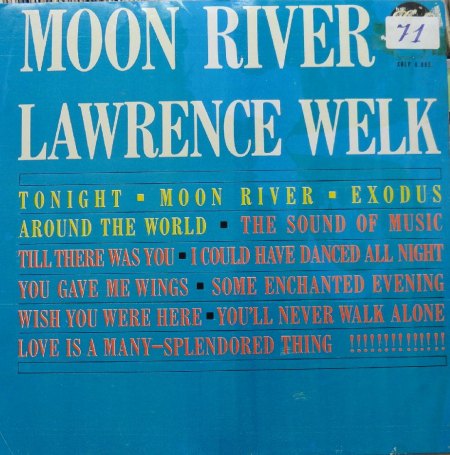 MOON RIVER
71
LAWRENCE WELK
TONIGHT ▪ MOON RIVER ▪ EXODUS
AROUND THE WORLD ▪ THE SOUND OF MUSIC
TILL THERE WAS YOU ▪ I COULD HAVE DANCED ALL NIGHT
YOU GAVE ME WINGS ▪ SOME ENCHANTED EVENING
WISH YOU WERE HERE ▪ YOU'LL NEVER WALK ALONE
LOVE IS A MANY—SPLENDORED THING !!!!!!!!!!!!!